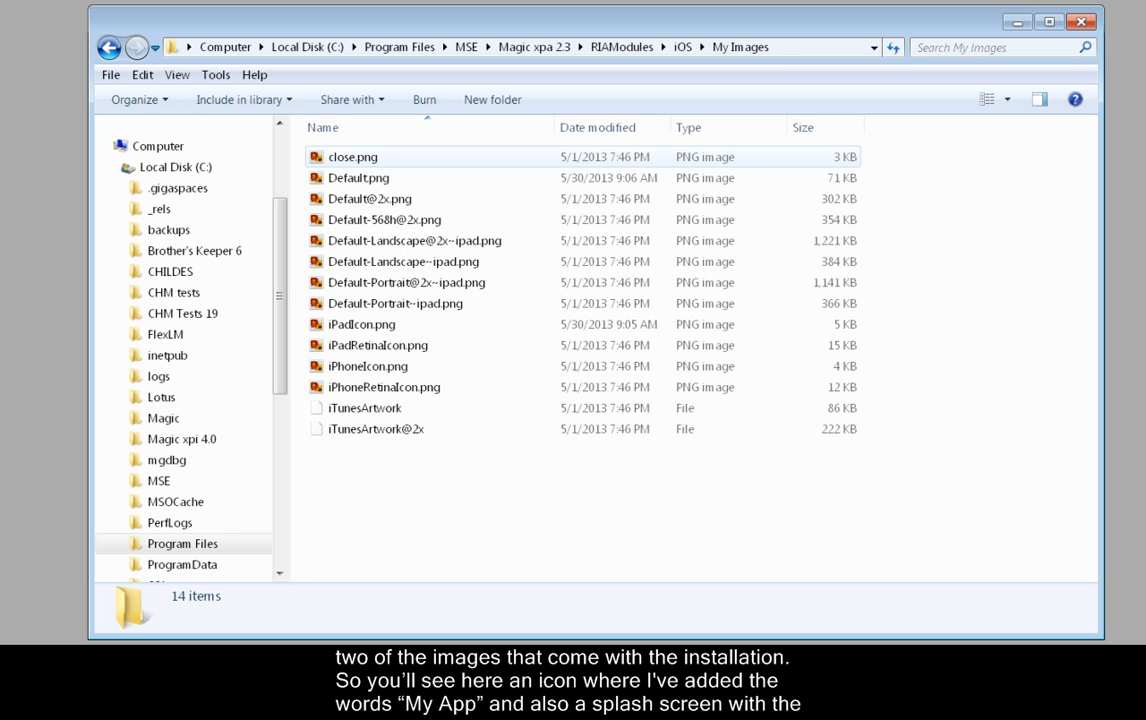 Computer Local Disk (C:) Program Files MSE Magic xpa 2.3 RIAModules iOS My Images Search My Images
File Edit View Tools Help
Organize Include in library Share with Burn New folder
Name Date modified Type Size
Computer
Local Disk (C:)
.gigaspaces
_rels
backups
Brother's Keeper 6
CHILDES
CHM tests
CHM Tests 19
FlexLM
inetpub
logs
Lotus
Magic
Magic xpi 4.0
mgdbg
MSE
MSOCache
PerfLogs
Program Files
ProgramData
close.png 5/1/2013 7:46 PM PNG image 3 KB
Default.png 5/30/2013 9:06 AM PNG image 71 KB
Default@2x.png 5/1/2013 7:46 PM PNG image 302 KB
Default-568h@2x.png 5/1/2013 7:46 PM PNG image 354 KB
Default-Landscape@2x~ipad.png 5/1/2013 7:46 PM PNG image 1,221 KB
Default-Landscape~ipad.png 5/1/2013 7:46 PM PNG image 384 KB
Default-Portrait@2x~ipad.png 5/1/2013 7:46 PM PNG image 1,141 KB
Default-Portrait~ipad.png 5/1/2013 7:46 PM PNG image 366 KB
iPadIcon.png 5/30/2013 9:05 AM PNG image 5 KB
iPadRetinaIcon.png 5/1/2013 7:46 PM PNG image 15 KB
iPhoneIcon.png 5/1/2013 7:46 PM PNG image 4 KB
iPhoneRetinaIcon.png 5/1/2013 7:46 PM PNG image 12 KB
iTunesArtwork 5/1/2013 7:46 PM File 86 KB
iTunesArtwork@2x 5/1/2013 7:46 PM File 222 KB
14 items
two of the images that come with the installation.
So you’ll see here an icon where I've added the
words “My App” and also a splash screen with the